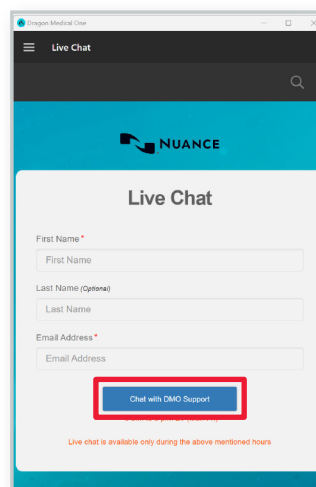 Dragon Medical One
Live Chat
NUANCE
Live Chat
First Name *
First Name
Last Name (Optional)
Last Name
Email Address *
Email Address
Chat with DMO Support
Live chat is available only during the above mentioned hours